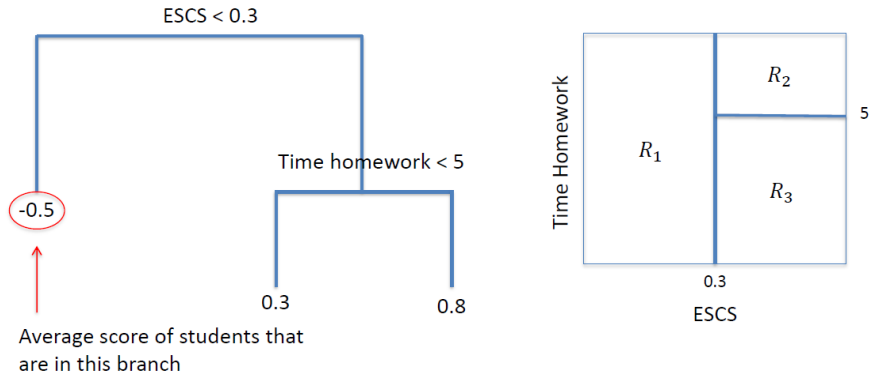 ESCS < 0.3
Time homework < 5
-0.5
0.3
0.8
Average score of students that
are in this branch
Time Homework
R₁
R₂
R₃
5
0.3
ESCS